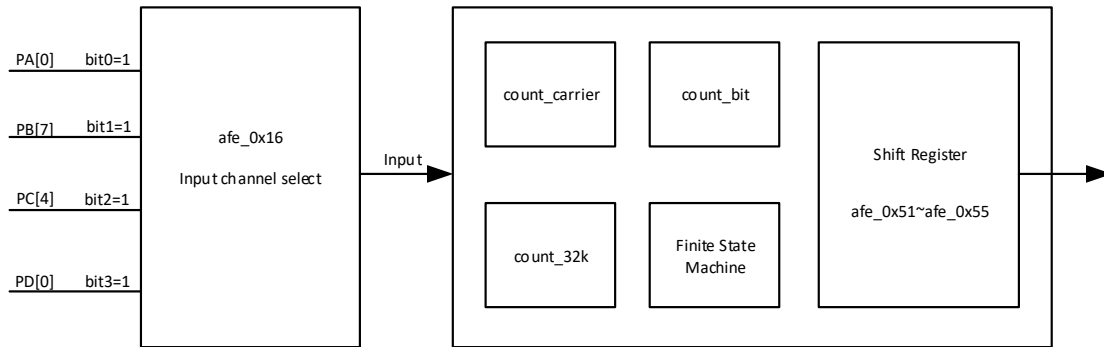 PA[0] bit0=1
PB[7] bit1=1
PC[4] bit2=1
PD[0] bit3=1
afe_0x16
Input channel select
Input
count_carrier
count_bit
count_32k
Finite State
Machine
Shift Register
afe_0x51~afe_0x55